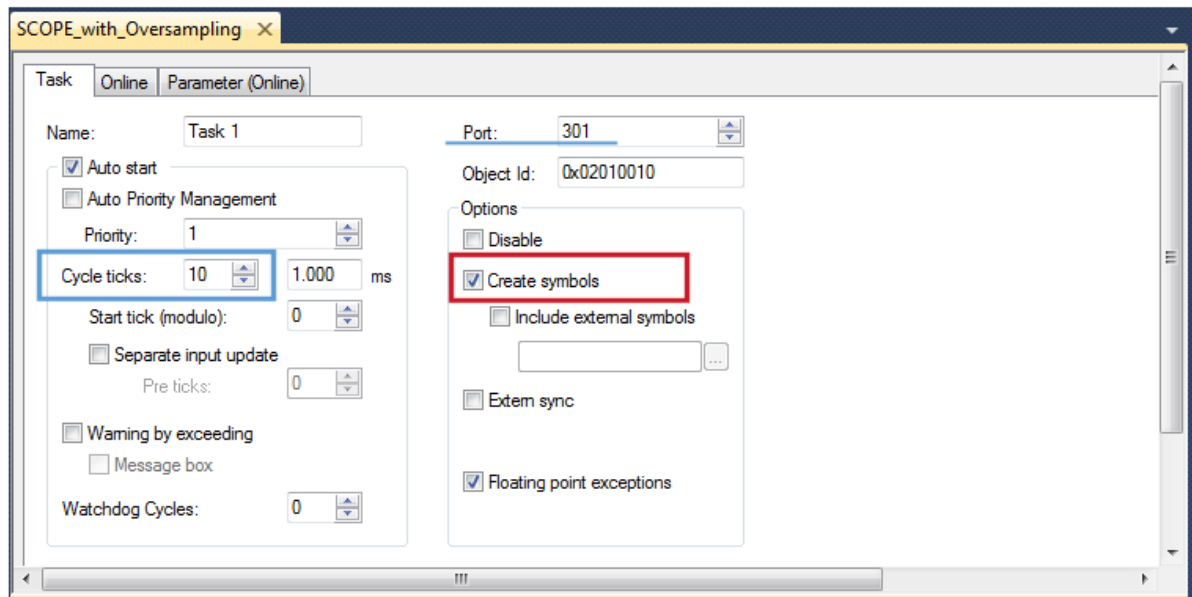 SCOPE_with_Oversampling
Task Online Parameter (Online)
Name: Task 1
Auto start
Auto Priority Management
Priority: 1
Cycle ticks: 10 1.000 ms
Start tick (modulo): 0
Separate input update
Pre ticks: 0
Warning by exceeding
Message box
Watchdog Cycles: 0
Port: 301
Object Id: 0x02010010
Options
Disable
Create symbols
Include external symbols
...
Extern sync
Floating point exceptions